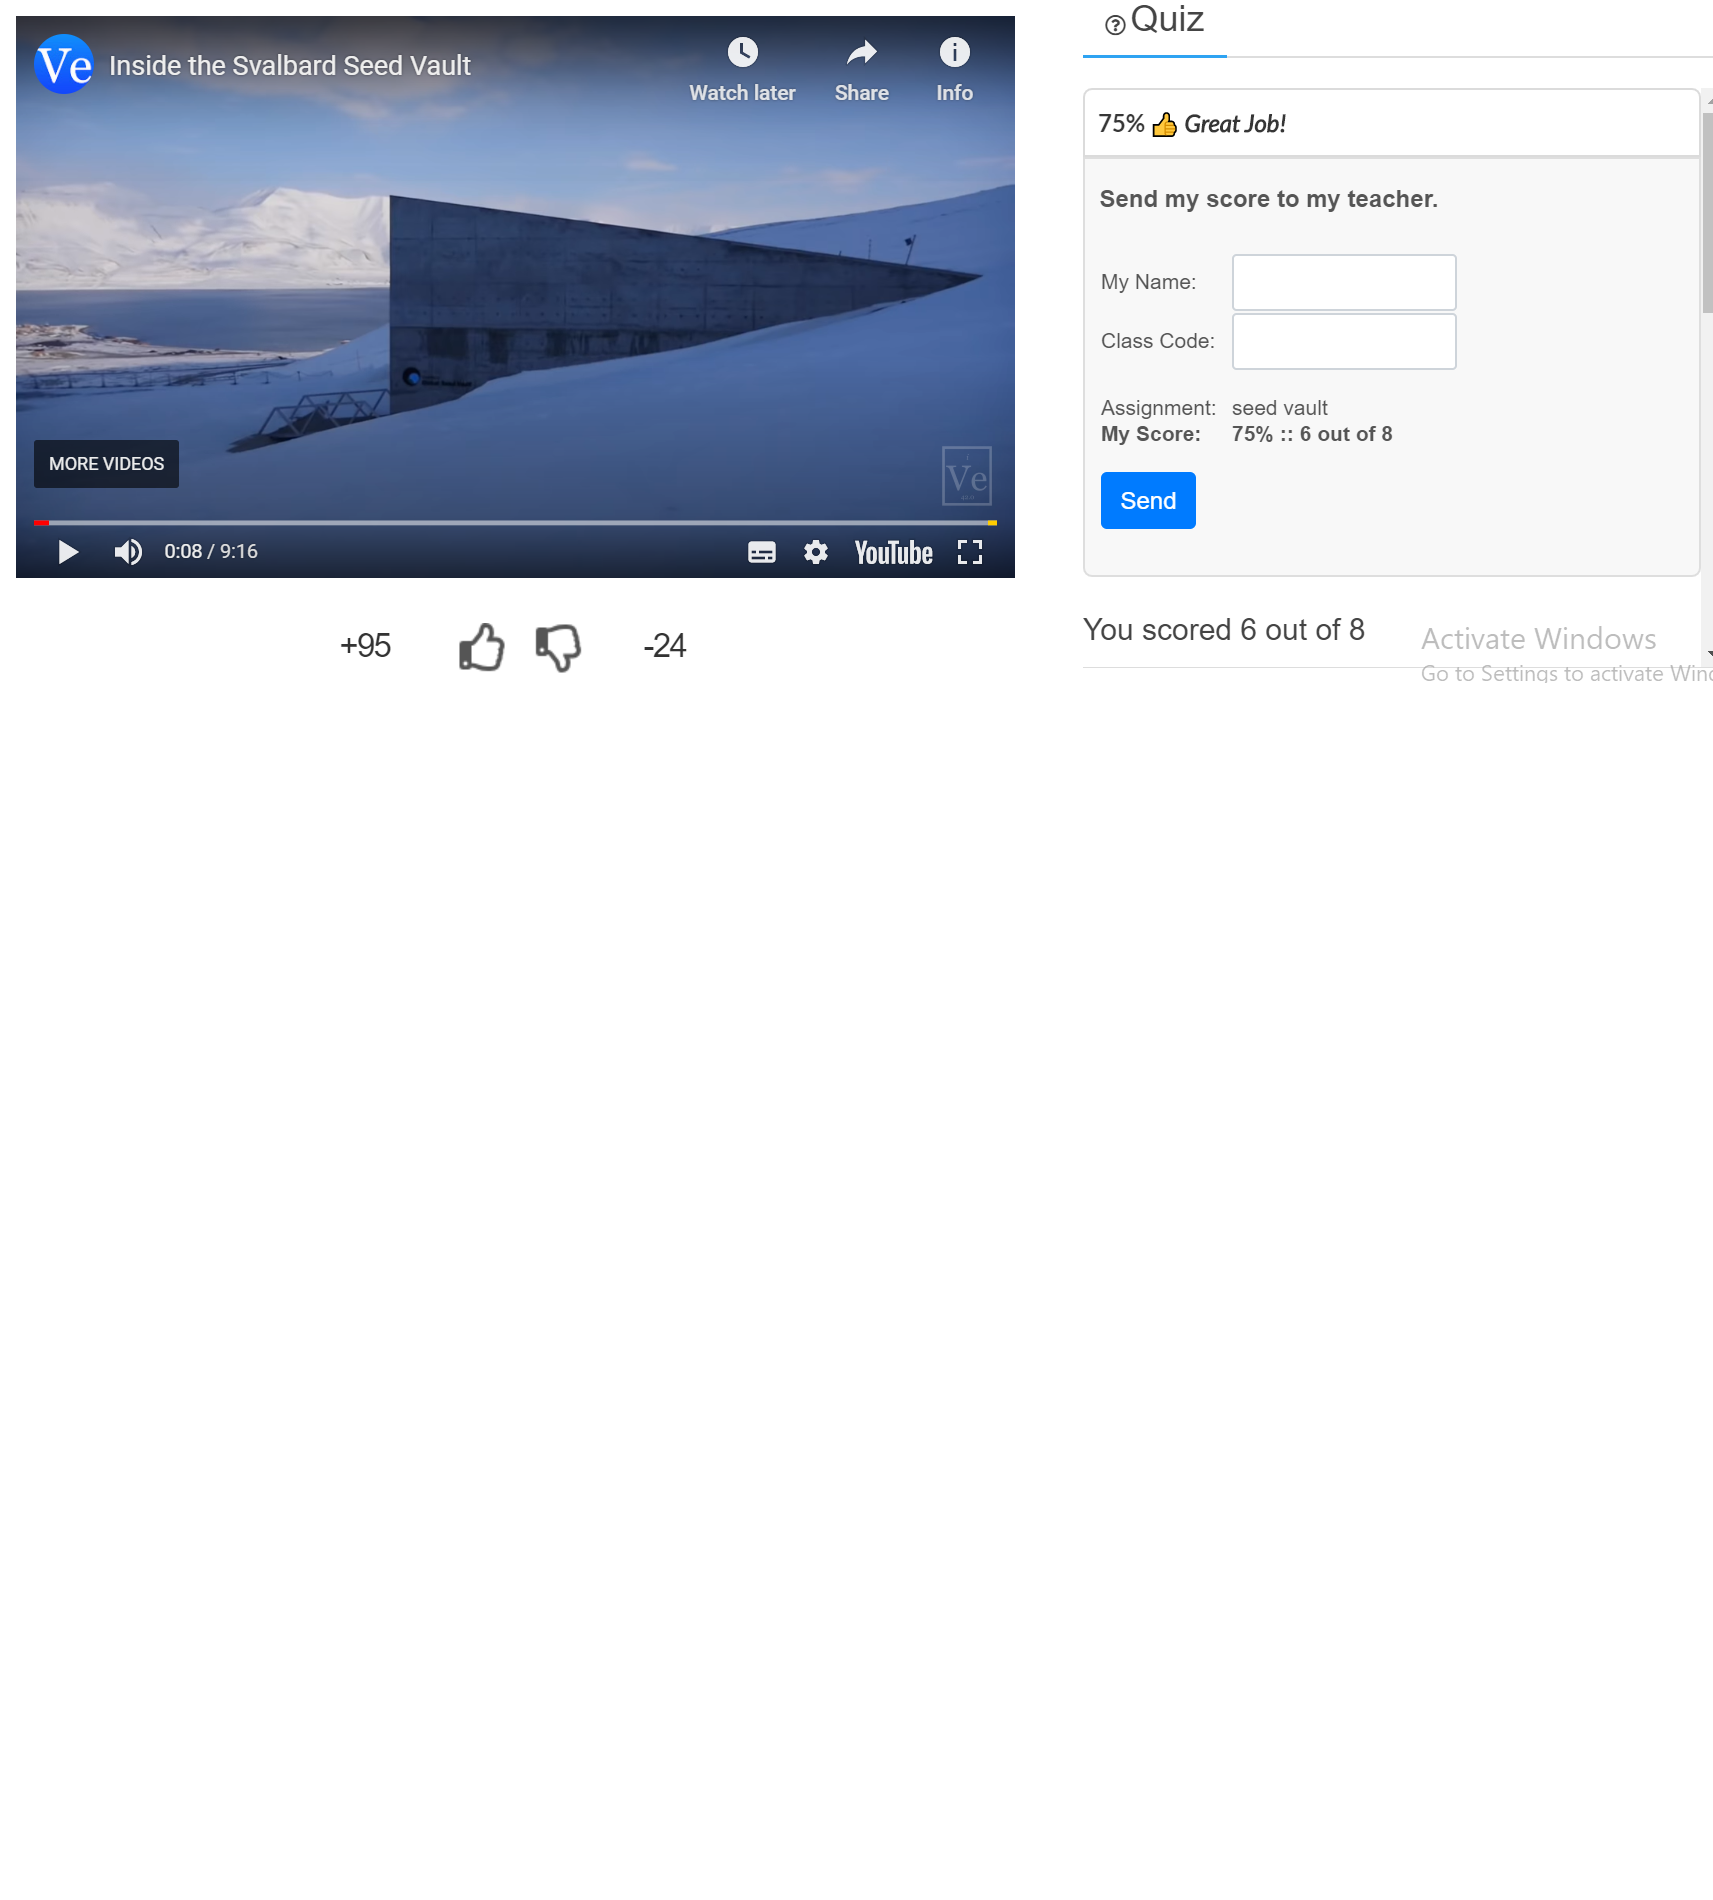 Ve Inside the Svalbard Seed Vault
Watch later Share Info
MORE VIDEOS
Ve
0:08 / 9:16 YouTube
+95 -24
Quiz
75% 👍 Great Job!
Send my score to my teacher.
My Name:
Class Code:
Assignment: seed vault
My Score: 75% :: 6 out of 8
Send
You scored 6 out of 8
Activate Windows
Go to Settings to activate Win